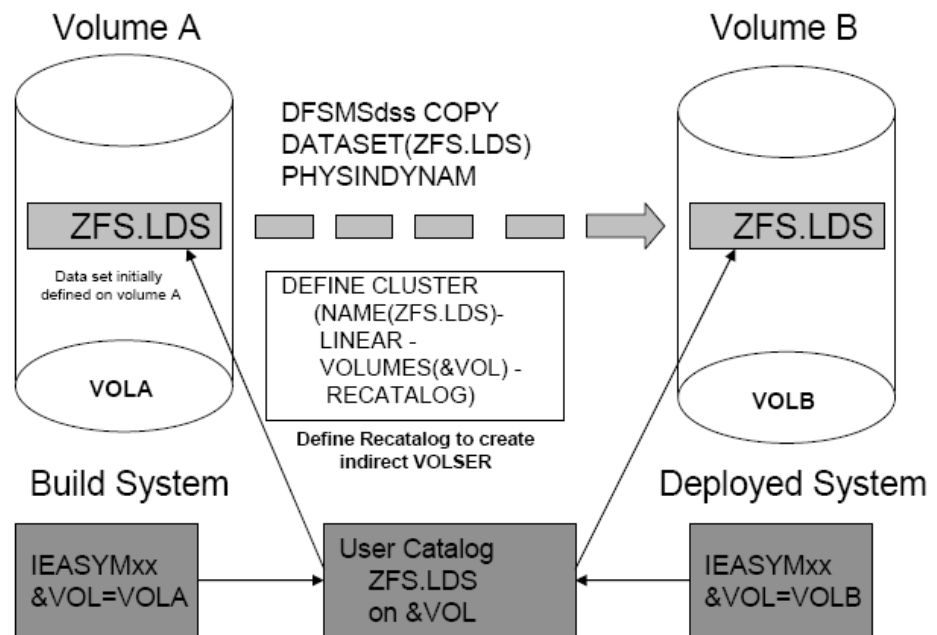 Volume A
Volume B
DFSMSdss COPY
DATASET(ZFS.LDS)
PHYSINDYNAM
ZFS.LDS
ZFS.LDS
Data set initially
defined on volume A
DEFINE CLUSTER
(NAME(ZFS.LDS)-
LINEAR -
VOLUMES(&VOL) -
RECATALOG)
VOLA
VOLB
Define Recatalog to create
indirect VOLSER
Build System
Deployed System
IEASYMxx
&VOL=VOLA
User Catalog
ZFS.LDS
on &VOL
IEASYMxx
&VOL=VOLB